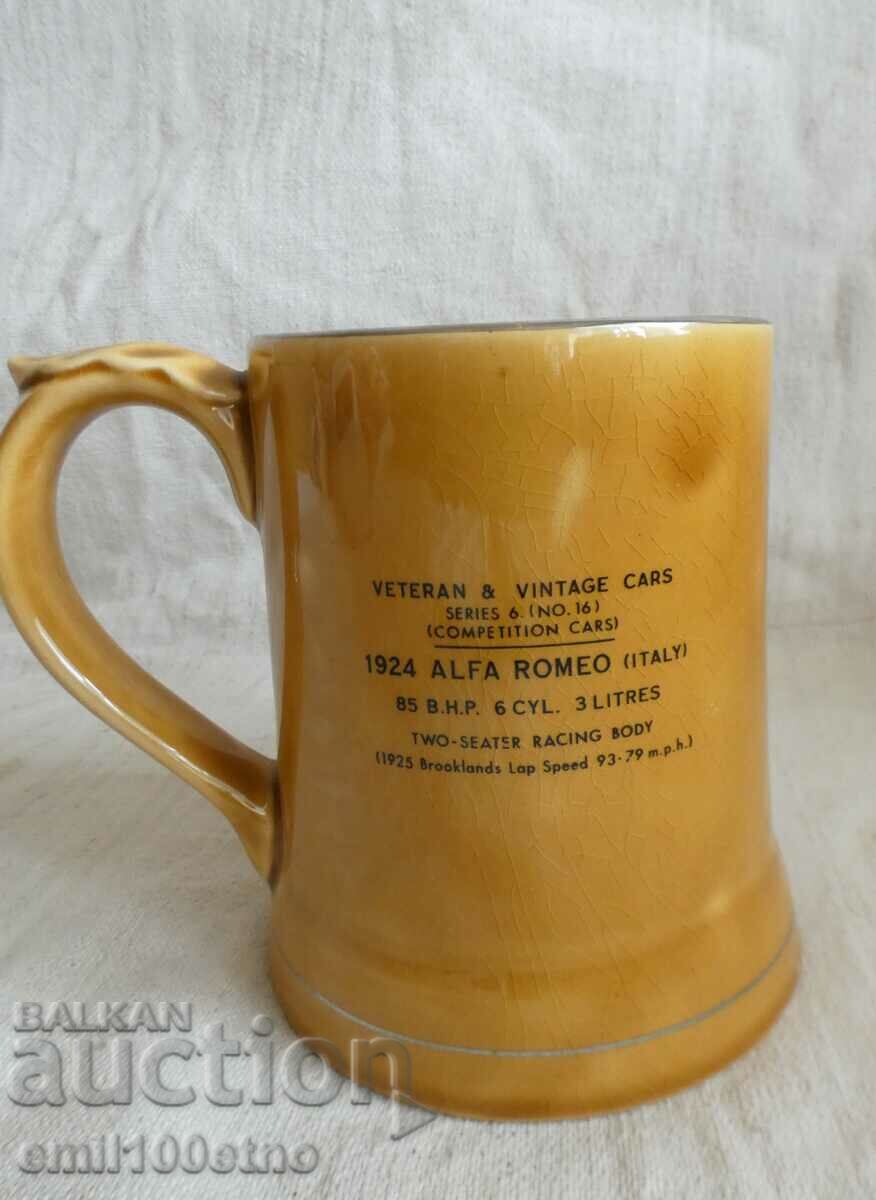 VETERAN & VINTAGE CARS
SERIES 6. (NO.16)
(COMPETITION CARS)
1924 ALFA ROMEO (ITALY)
85 B.H.P. 6 CYL. 3 LITRES
TWO-SEATER RACING BODY
(1925 Brooklands Lap Speed 93-79 m.p.h.)
BALKAN
auction
emil100etno